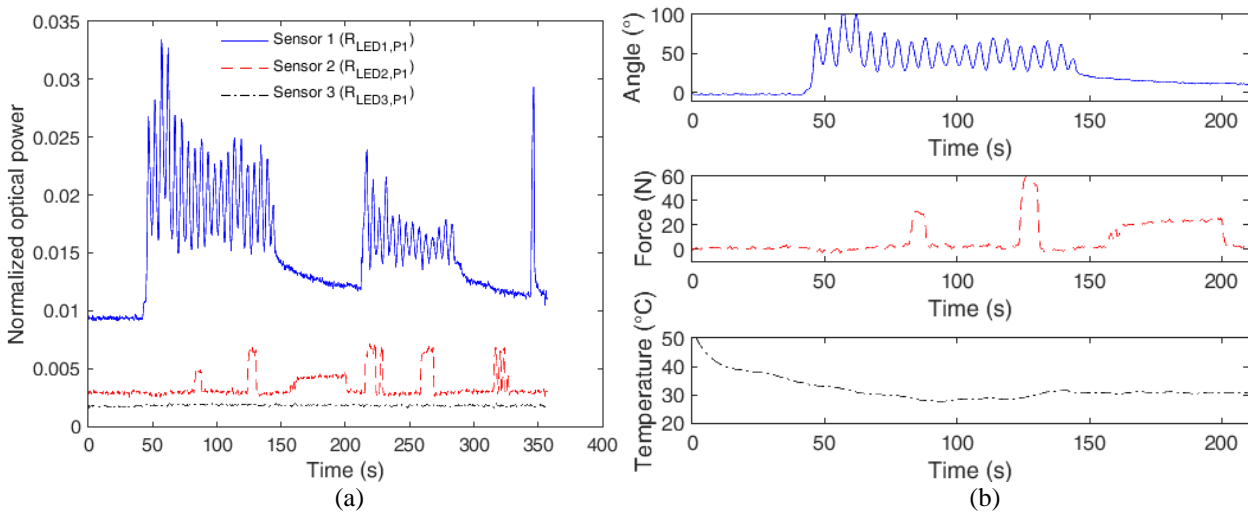 0.035
0.03
0.025
0.02
0.015
0.01
0.005
0
Normalized optical power
Sensor 1 (R_LED1,P1)
Sensor 2 (R_LED2,P1)
Sensor 3 (R_LED3,P1)
0 50 100 150 200 250 300 350 400
Time (s)
(a)
Angle (°)
100
50
0
0 50 100 150 200
Time (s)
Force (N)
60
40
20
0
0 50 100 150 200
Time (s)
Temperature (°C)
50
40
30
20
0 50 100 150 200
Time (s)
(b)